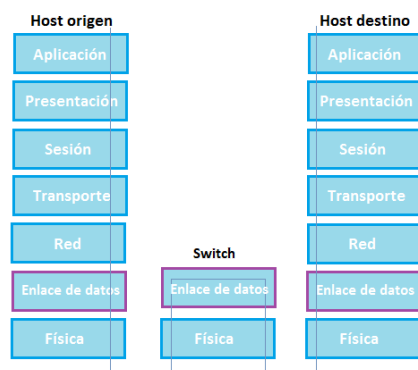 Host origen
Aplicación
Presentación
Sesión
Transporte
Red
Enlace de datos
Física
Switch
Enlace de datos
Física
Host destino
Aplicación
Presentación
Sesión
Transporte
Red
Enlace de datos
Física